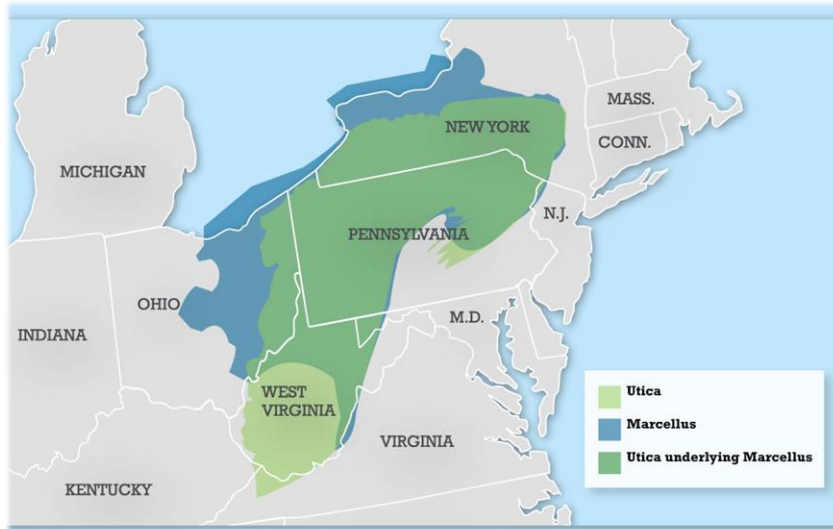 MASS.
NEW YORK
CONN.
MICHIGAN
N.J.
PENNSYLVANIA
OHIO
M.D.
INDIANA
WEST
VIRGINIA
VIRGINIA
KENTUCKY
Utica
Marcellus
Utica underlying Marcellus